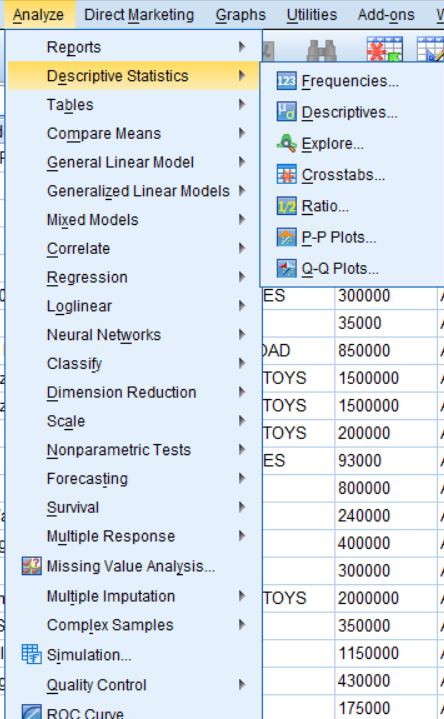 Analyze Direct Marketing Graphs Utilities Add-ons
Reports
Descriptive Statistics
Tables
Compare Means
General Linear Model
Generalized Linear Models
Mixed Models
Correlate
Regression
Loglinear
Neural Networks
Classify
Dimension Reduction
Scale
Nonparametric Tests
Forecasting
Survival
Multiple Response
Missing Value Analysis...
Multiple Imputation
Complex Samples
Simulation...
Quality Control
ROC Curve
123 Frequencies...
Descriptives...
Explore...
Crosstabs...
1/2 Ratio...
P-P Plots...
Q-Q Plots...
ES 300000
35000
OAD 850000
TOYS 1500000
TOYS 1500000
TOYS 200000
ES 93000
800000
240000
400000
300000
TOYS 2000000
350000
1150000
430000
175000